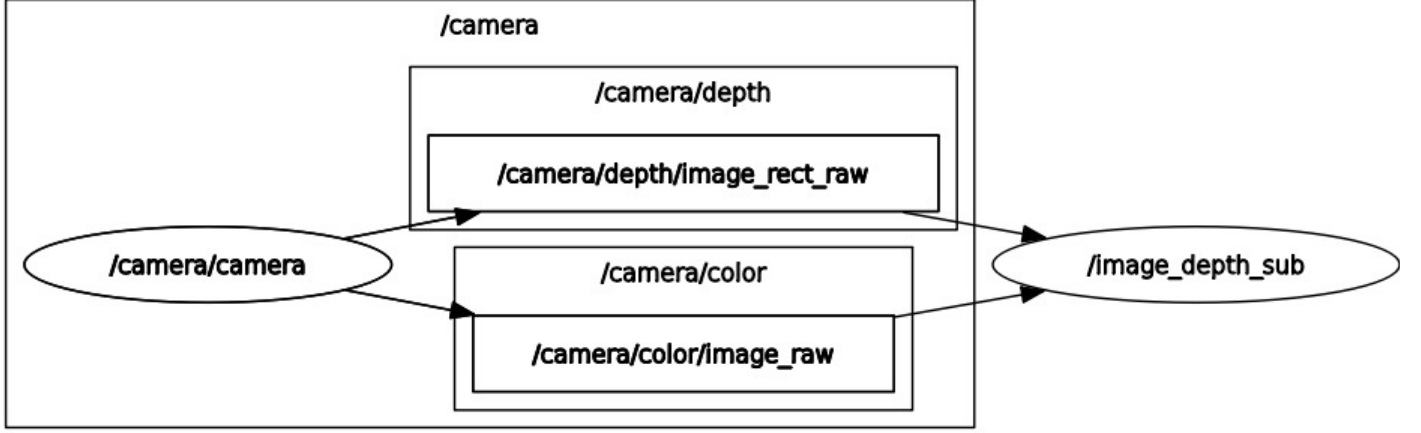 /camera
/camera/depth
/camera/depth/image_rect_raw
/camera/camera
/camera/color
/camera/color/image_raw
/image_depth_sub